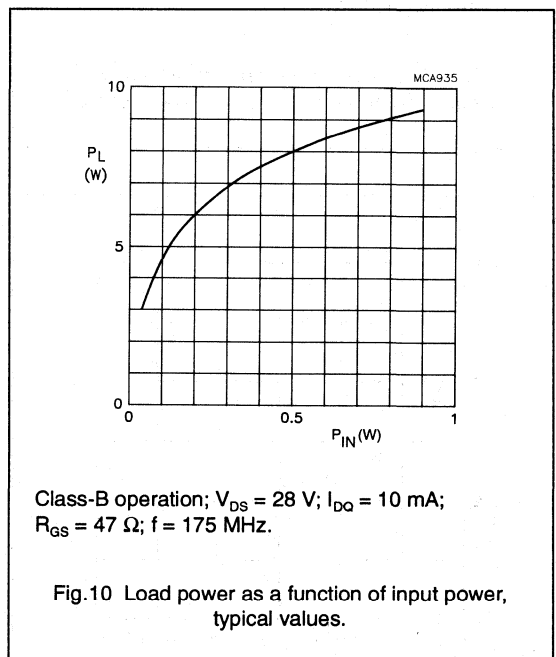 MCA935
10
P_L
(W)
5
0
0
0.5
1
P_IN (W)
Class-B operation; V_DS = 28 V; I_DQ = 10 mA;
R_GS = 47 Ω; f = 175 MHz.
Fig.10 Load power as a function of input power,
typical values.